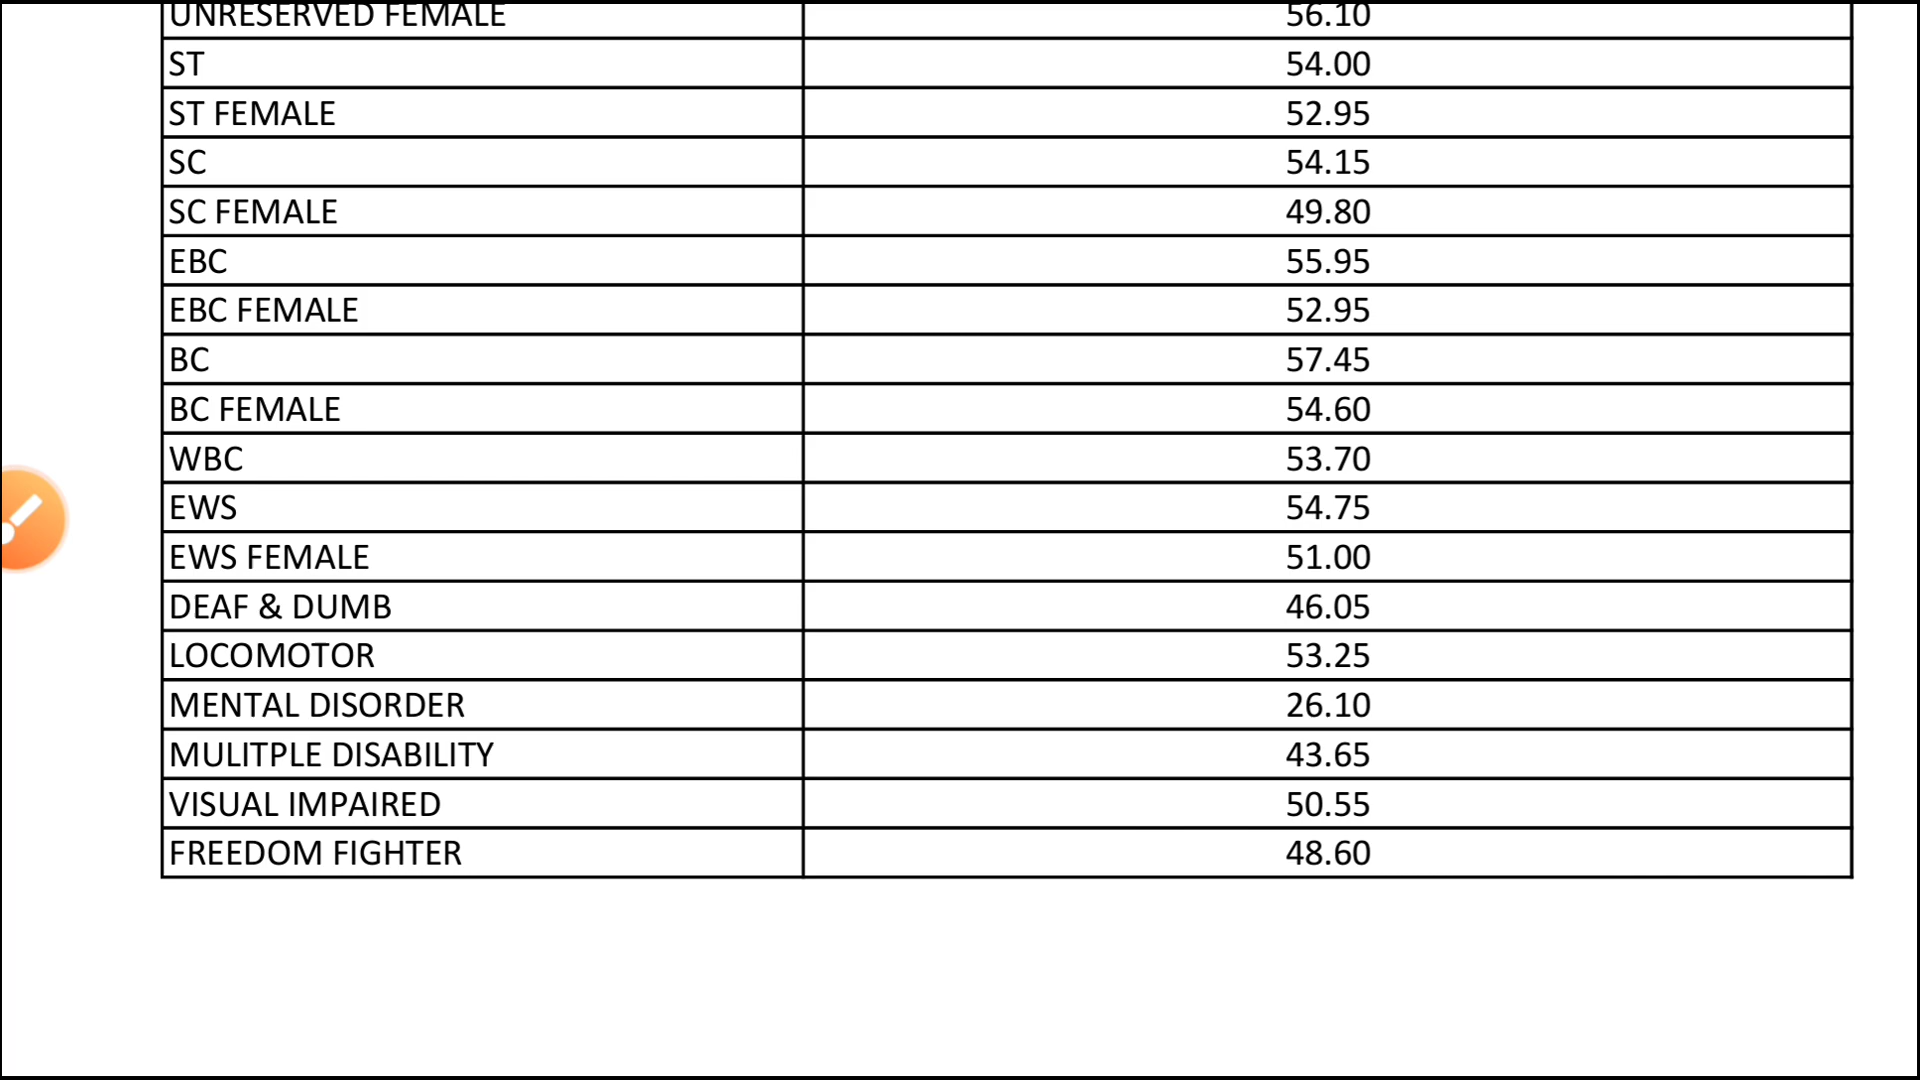 UNRESERVED FEMALE 56.10
ST 54.00
ST FEMALE 52.95
SC 54.15
SC FEMALE 49.80
EBC 55.95
EBC FEMALE 52.95
BC 57.45
BC FEMALE 54.60
WBC 53.70
EWS 54.75
EWS FEMALE 51.00
DEAF & DUMB 46.05
LOCOMOTOR 53.25
MENTAL DISORDER 26.10
MULITPLE DISABILITY 43.65
VISUAL IMPAIRED 50.55
FREEDOM FIGHTER 48.60